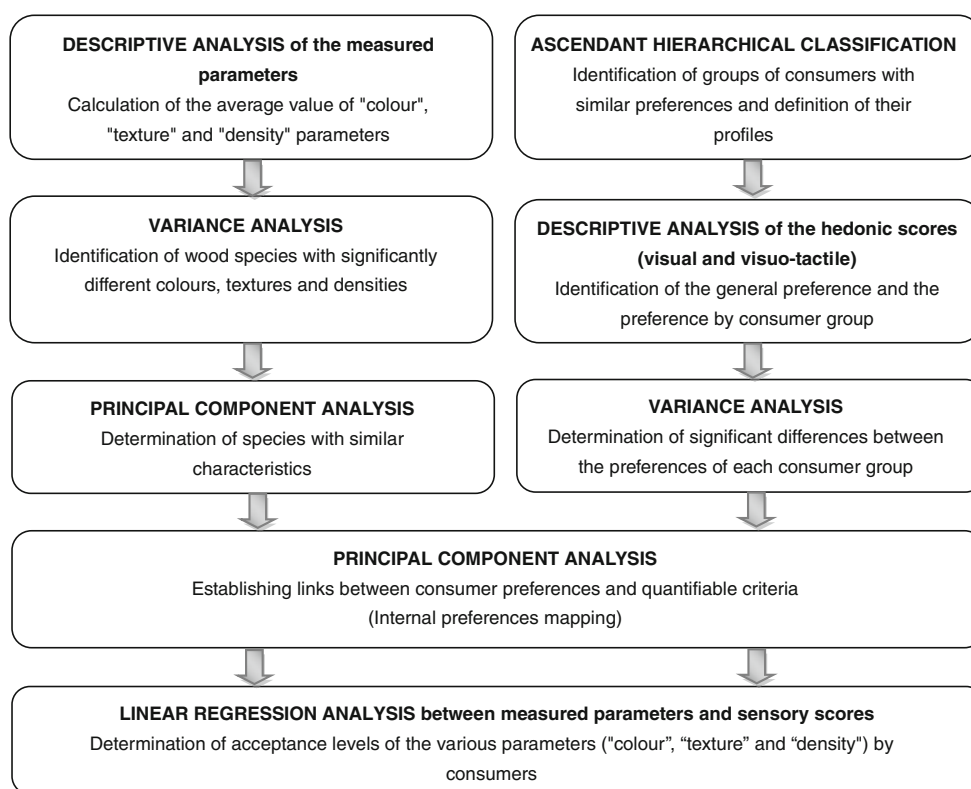 DESCRIPTIVE ANALYSIS of the measured
parameters
Calculation of the average value of "colour",
"texture" and "density" parameters
ASCENDANT HIERARCHICAL CLASSIFICATION
Identification of groups of consumers with
similar preferences and definition of their
profiles
VARIANCE ANALYSIS
Identification of wood species with significantly
different colours, textures and densities
DESCRIPTIVE ANALYSIS of the hedonic scores
(visual and visuo-tactile)
Identification of the general preference and the
preference by consumer group
PRINCIPAL COMPONENT ANALYSIS
Determination of species with similar
characteristics
VARIANCE ANALYSIS
Determination of significant differences between
the preferences of each consumer group
PRINCIPAL COMPONENT ANALYSIS
Establishing links between consumer preferences and quantifiable criteria
(Internal preferences mapping)
LINEAR REGRESSION ANALYSIS between measured parameters and sensory scores
Determination of acceptance levels of the various parameters ("colour”, “texture” and “density") by
consumers